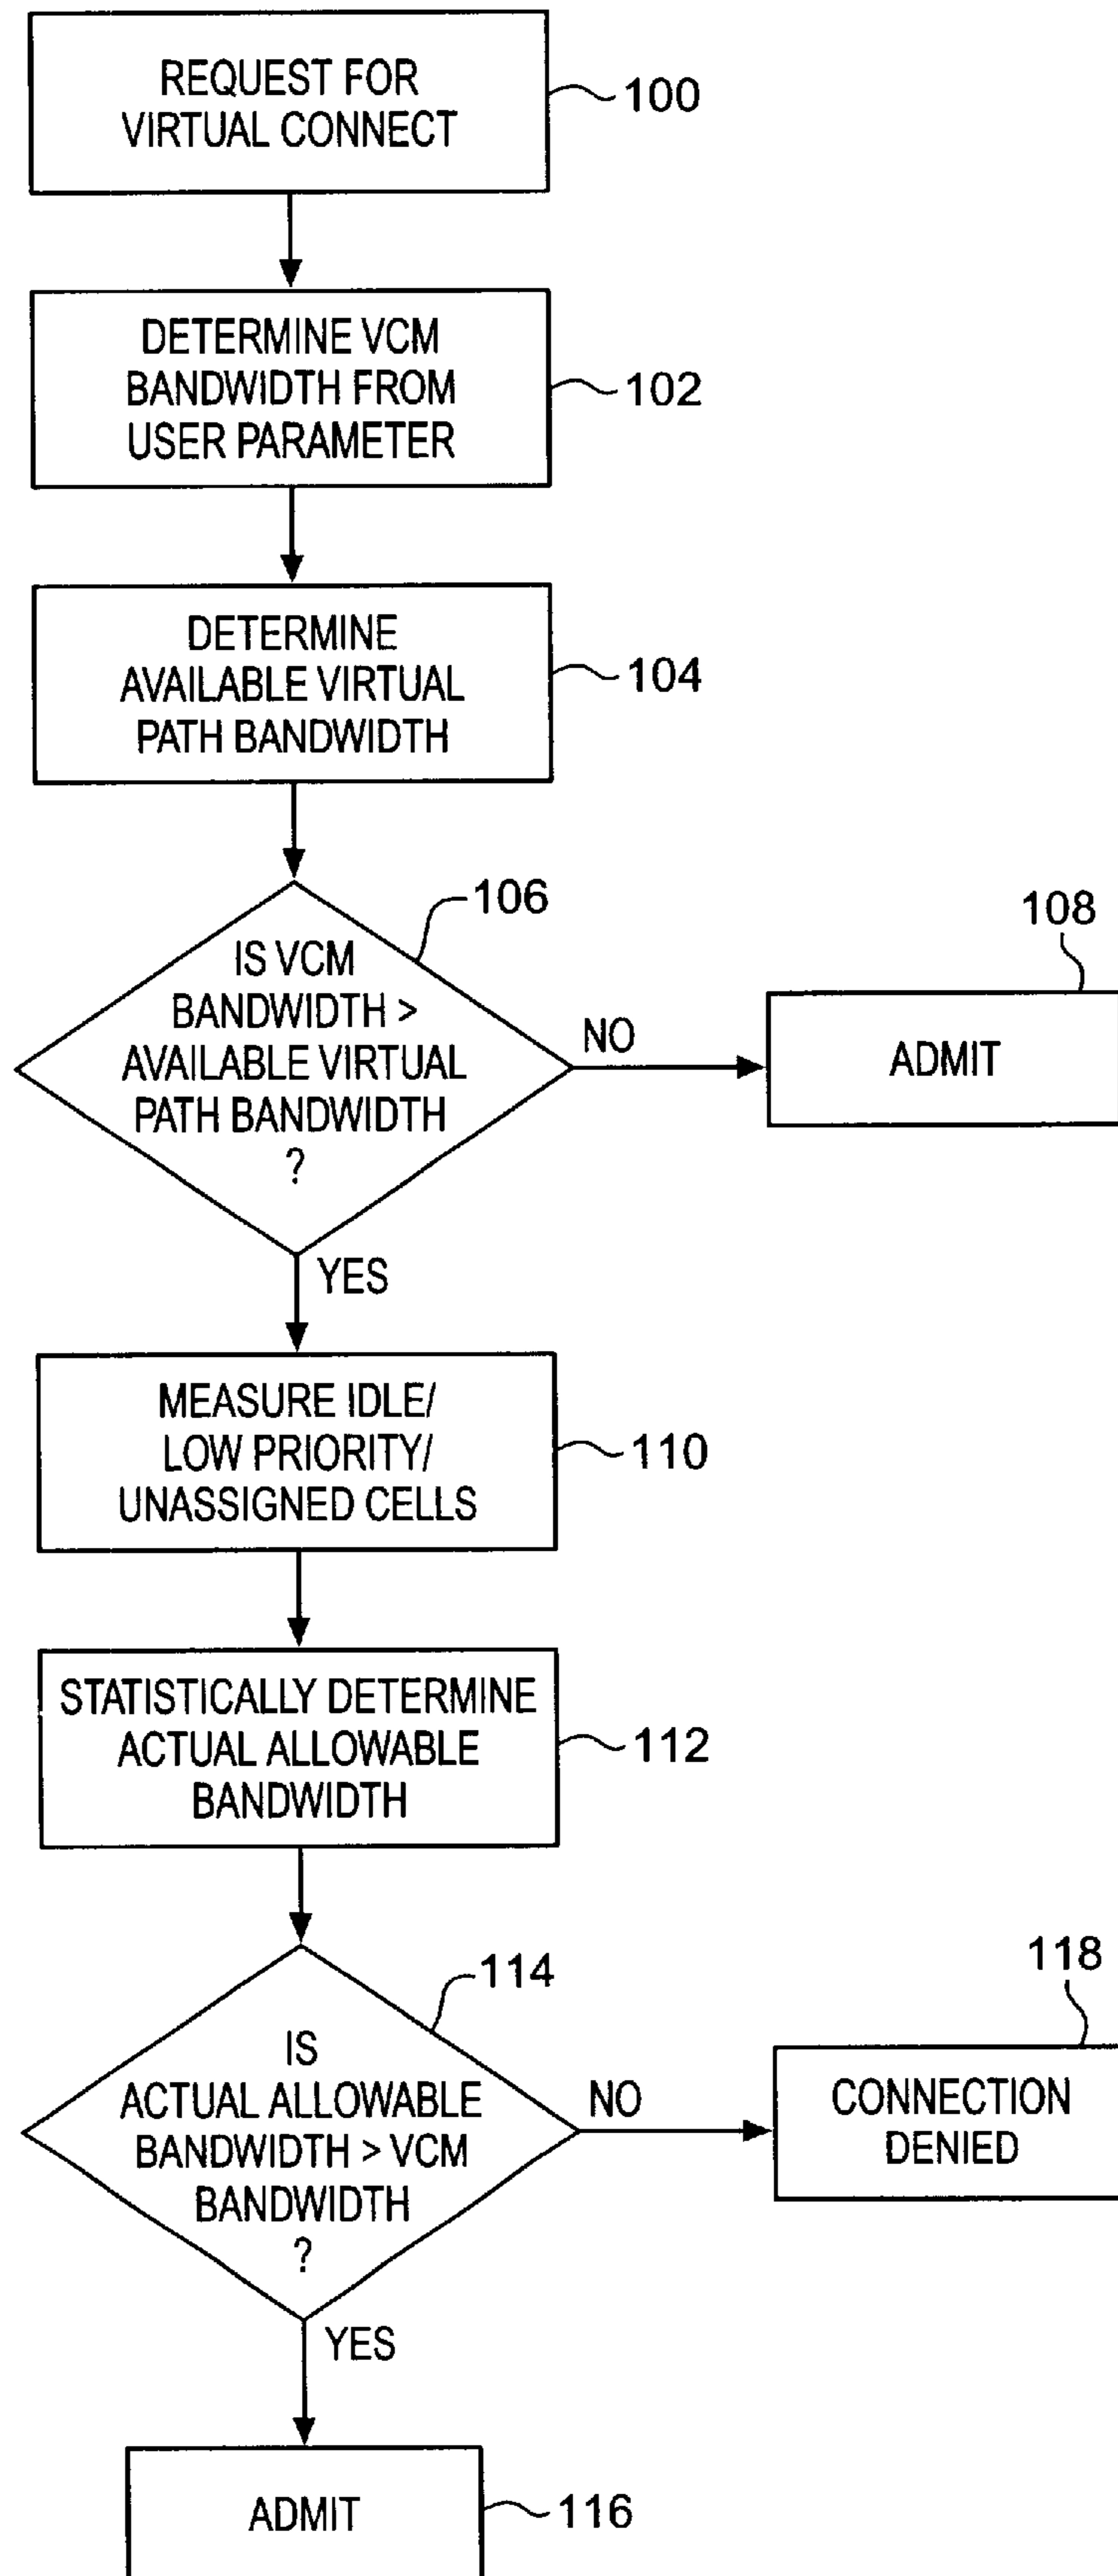 REQUEST FOR
VIRTUAL CONNECT
100
DETERMINE VCM
BANDWIDTH FROM
USER PARAMETER
102
DETERMINE
AVAILABLE VIRTUAL
PATH BANDWIDTH
104
106
IS VCM
BANDWIDTH >
AVAILABLE VIRTUAL
PATH BANDWIDTH
?
NO
108
ADMIT
YES
MEASURE IDLE/
LOW PRIORITY/
UNASSIGNED CELLS
110
STATISTICALLY DETERMINE
ACTUAL ALLOWABLE
BANDWIDTH
112
114
IS
ACTUAL ALLOWABLE
BANDWIDTH > VCM
BANDWIDTH
?
NO
118
CONNECTION
DENIED
YES
ADMIT
116